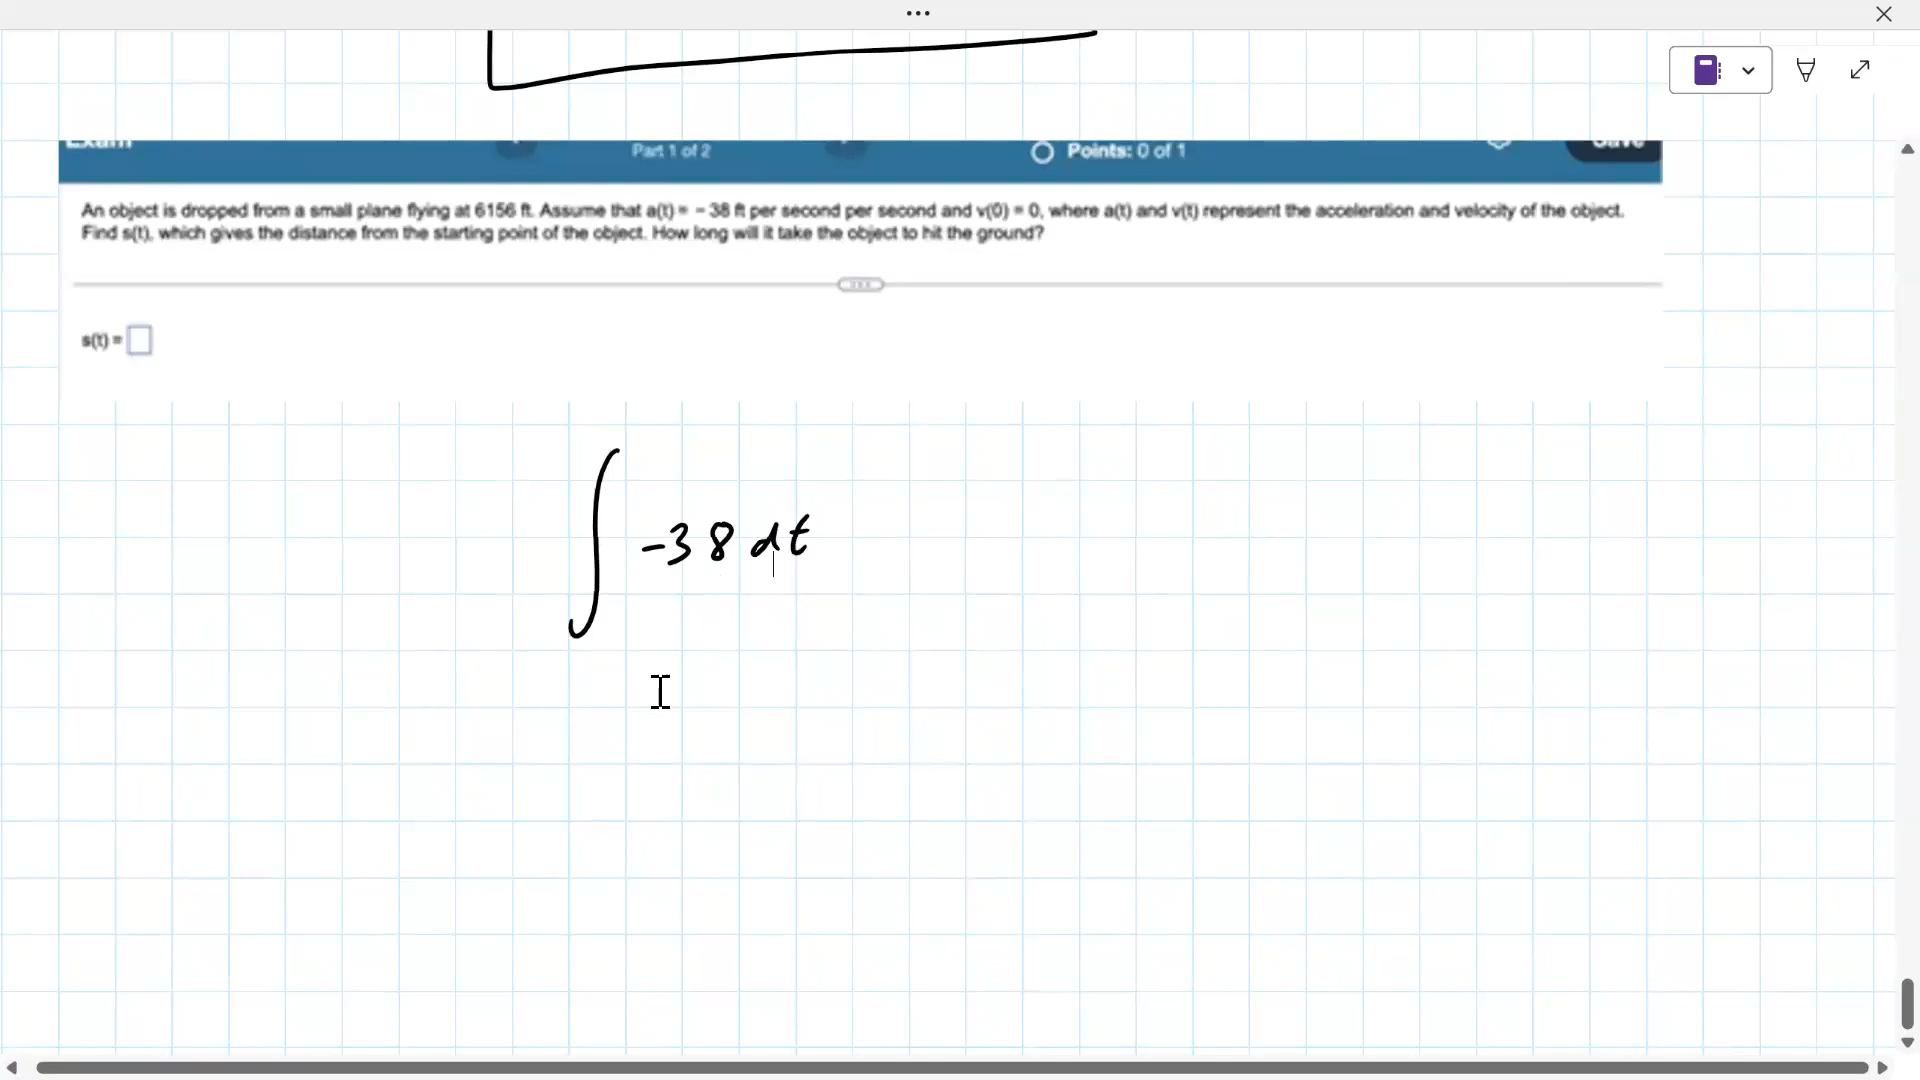 Exam
Part 1 of 2
Points: 0 of 1
Save
An object is dropped from a small plane flying at 6156 ft. Assume that a(t) = − 38 ft per second per second and v(0) = 0, where a(t) and v(t) represent the acceleration and velocity of the object.
Find s(t), which gives the distance from the starting point of the object. How long will it take the object to hit the ground?
s(t) =
∫ -38 dt